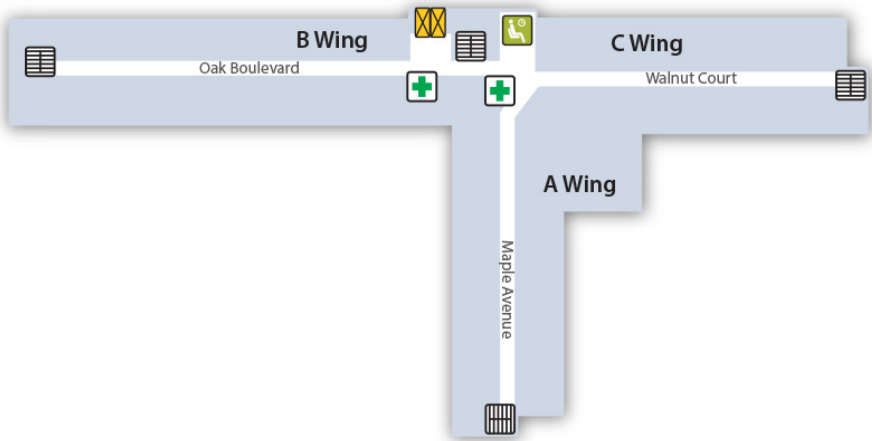 B Wing
C Wing
Oak Boulevard
Walnut Court
A Wing
Maple Avenue